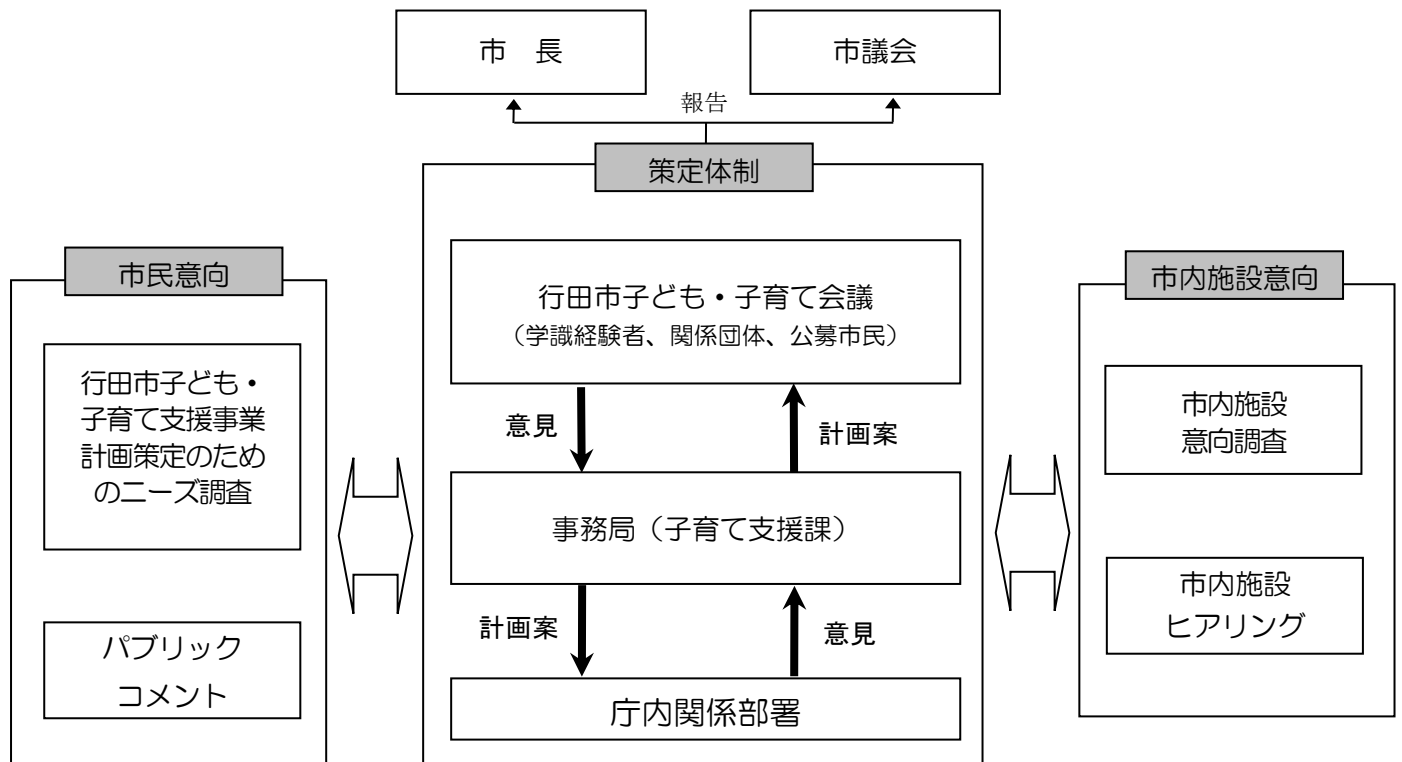 市　長
市議会
報告
策定体制
行田市子ども・子育て会議
（学識経験者、関係団体、公募市民）
意見
計画案
事務局（子育て支援課）
計画案
意見
庁内関係部署
市民意向
行田市子ども・
子育て支援事業
計画策定のため
のニーズ調査
パブリック
コメント
市内施設意向
市内施設
意向調査
市内施設
ヒアリング